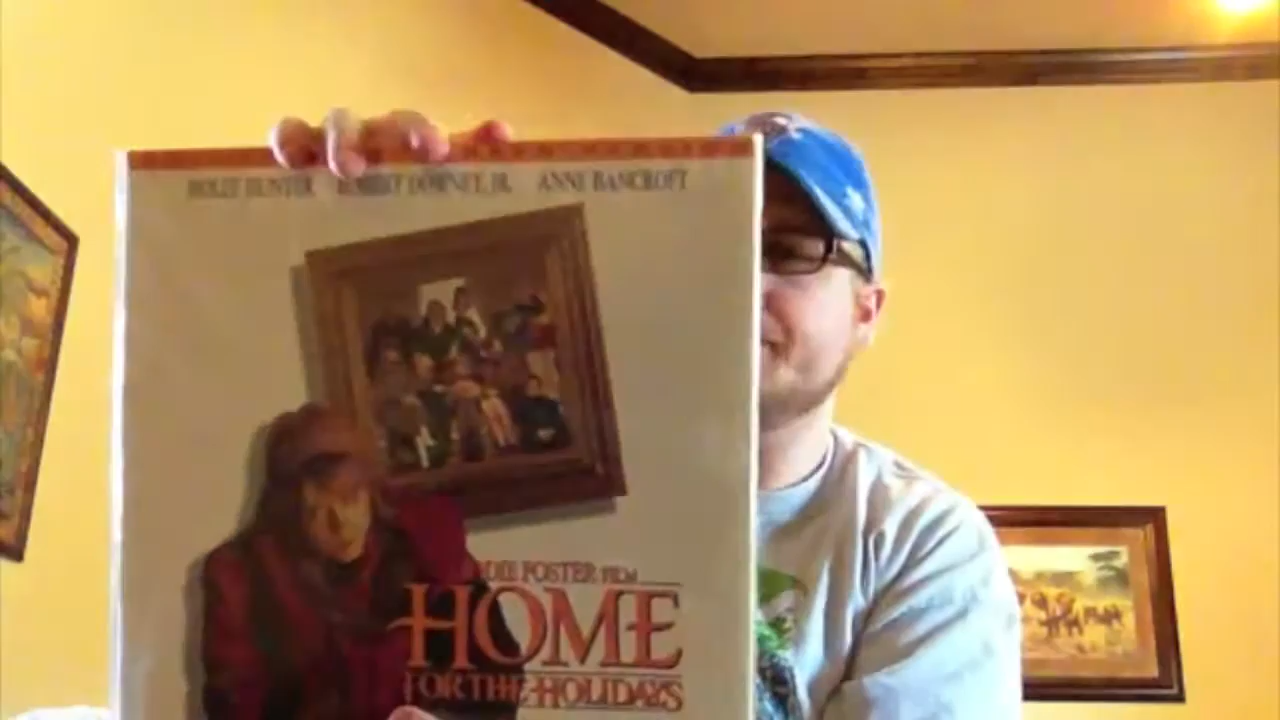 HOLLY HUNTER ROBERT DOWNEY, JR. ANNE BANCROFT
FOSTER FILM
HOME
FOR THE HOLIDAYS